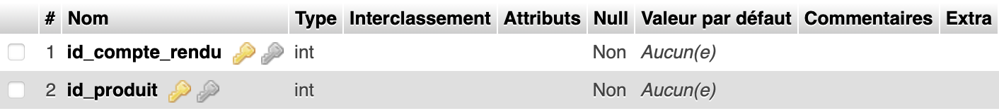 # Nom Type Interclassement Attributs Null Valeur par défaut Commentaires Extra
1 id_compte_rendu int Non Aucun(e)
2 id_produit int Non Aucun(e)